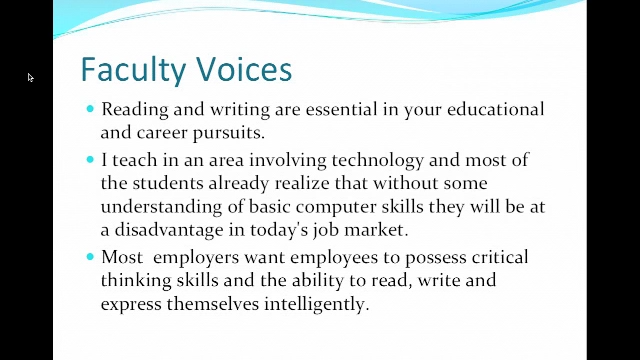 Faculty Voices
Reading and writing are essential in your educational
and career pursuits.
I teach in an area involving technology and most of
the students already realize that without some
understanding of basic computer skills they will be at
a disadvantage in today's job market.
Most  employers want employees to possess critical
thinking skills and the ability to read, write and
express themselves intelligently.